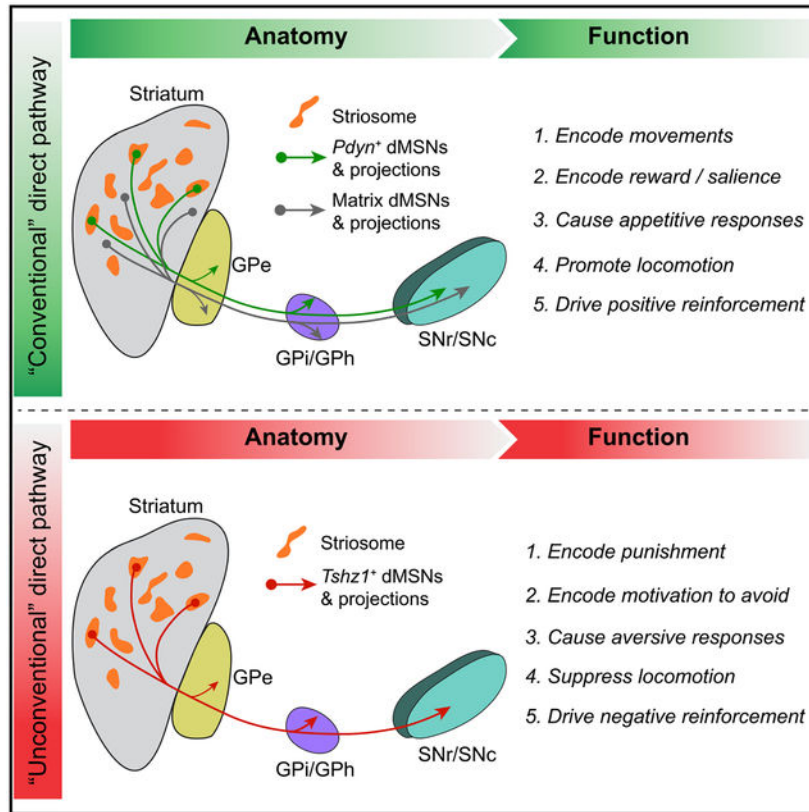 "Conventional" direct pathway
Anatomy
Function
Striatum
Striosome
Pdyn⁺ dMSNs
& projections
Matrix dMSNs
& projections
GPe
GPi/GPh
SNr/SNc
1. Encode movements
2. Encode reward / salience
3. Cause appetitive responses
4. Promote locomotion
5. Drive positive reinforcement
"Unconventional" direct pathway
Anatomy
Function
Striatum
Striosome
Tshz1⁺ dMSNs
& projections
GPe
GPi/GPh
SNr/SNc
1. Encode punishment
2. Encode motivation to avoid
3. Cause aversive responses
4. Suppress locomotion
5. Drive negative reinforcement